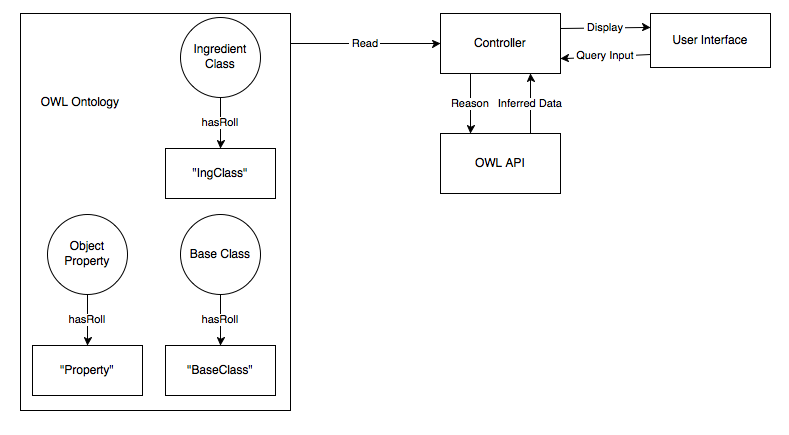 Ingredient
Class
OWL Ontology
hasRoll
"IngClass"
Object
Property
Base Class
hasRoll
hasRoll
"Property"
"BaseClass"
Read
Controller
Display
Query Input
User Interface
Reason
Inferred Data
OWL API